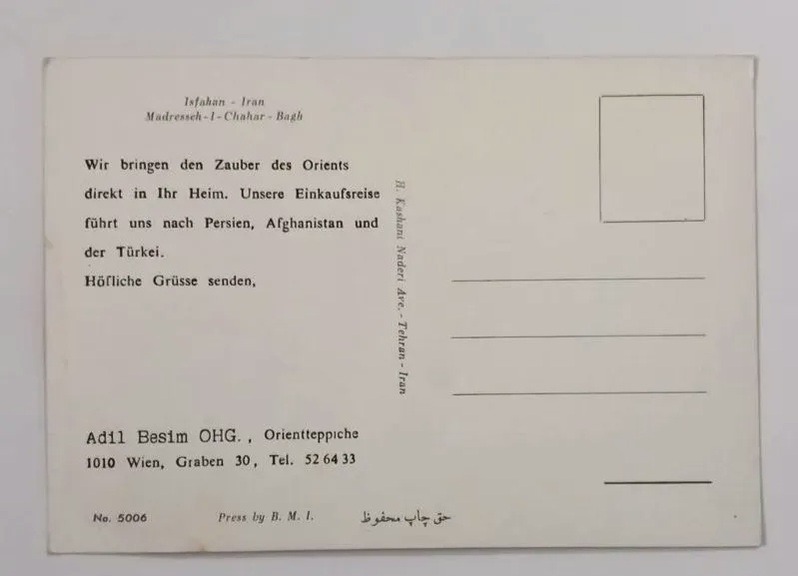 Isfahan - Iran
Madresseh - I - Chahar - Bagh
Wir bringen den Zauber des Orients
direkt in Ihr Heim. Unsere Einkaufsreise
führt uns nach Persien, Afghanistan und
der Türkei.
Höfliche Grüsse senden,
H. Kashani Naderi Ave. - Tehran - Iran
Adil Besim OHG., Orientteppiche
1010 Wien, Graben 30, Tel. 52 64 33
No. 5006 Press by B. M. I. حق چاپ محفوظ